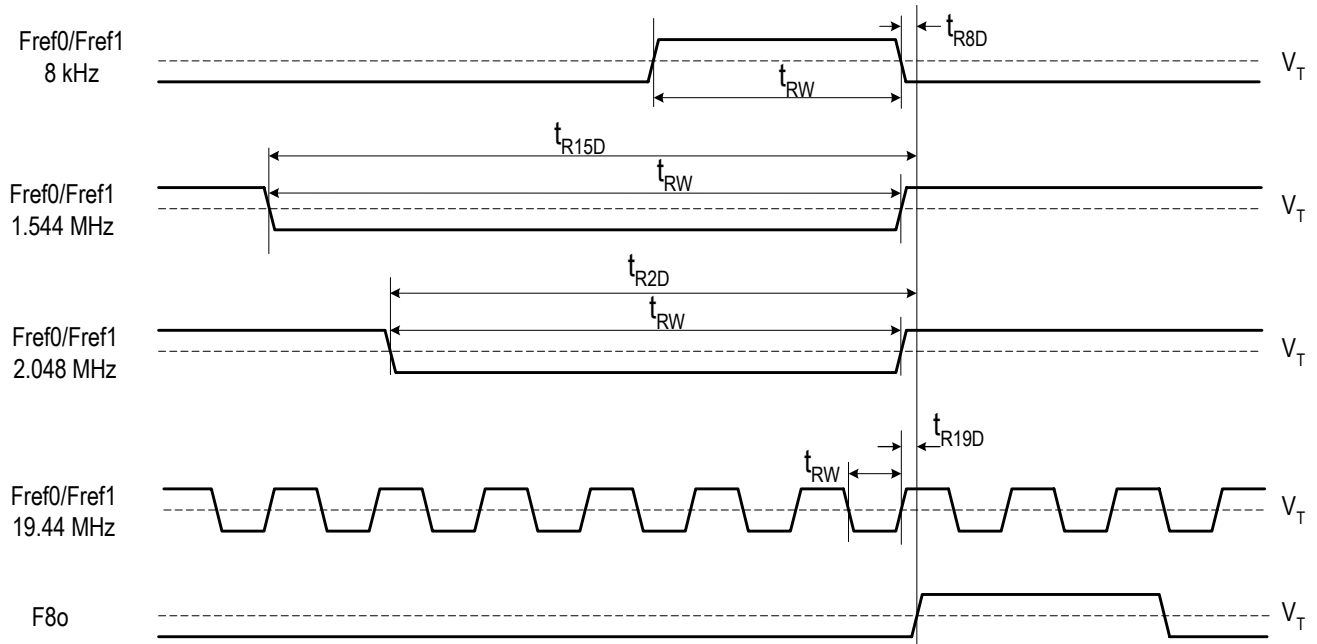 Fref0/Fref1
8 kHz
tR8D
tRW
VT
tR15D
Fref0/Fref1
1.544 MHz
tRW
VT
tR2D
Fref0/Fref1
2.048 MHz
tRW
VT
tR19D
tRW
Fref0/Fref1
19.44 MHz
VT
F8o
VT